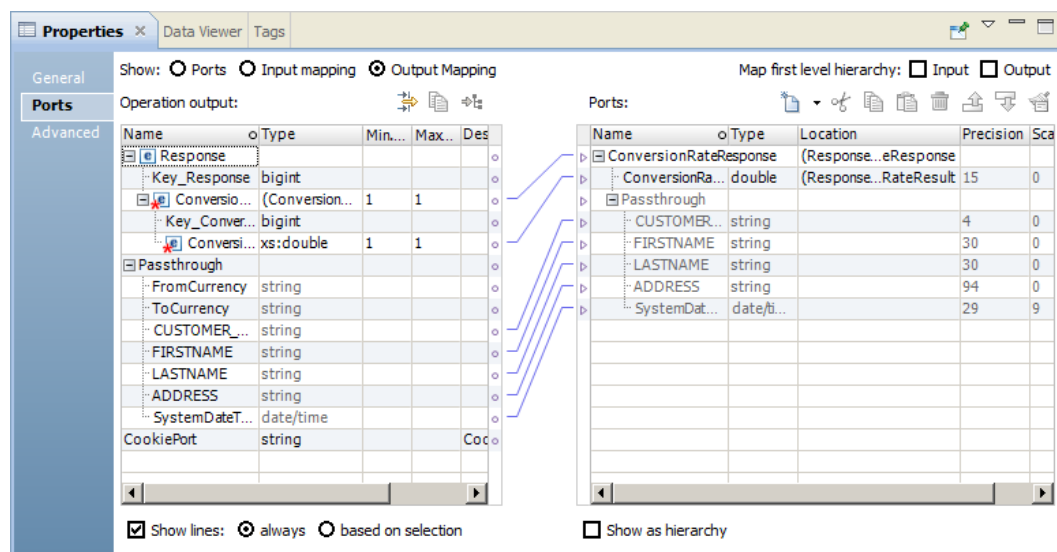 Properties Data Viewer Tags
General
Ports
Advanced
Show: Ports Input mapping Output Mapping
Map first level hierarchy: Input Output
Operation output:
Ports:
Name Type Min... Max... Des
Name Type Location Precision Sca
Response
ConversionRateResponse (Response...eResponse
Key_Response bigint
ConversionRa... double (Response...RateResult 15 0
Conversio... (Conversion... 1 1
Passthrough
Key_Conver... bigint
CUSTOMER... string 4 0
Conversi... xs:double 1 1
FIRSTNAME string 30 0
Passthrough
LASTNAME string 30 0
FromCurrency string
ADDRESS string 94 0
ToCurrency string
SystemDat... date/ti... 29 9
CUSTOMER_... string
FIRSTNAME string
LASTNAME string
ADDRESS string
SystemDateT... date/time
CookiePort string Coo
Show lines: always based on selection
Show as hierarchy